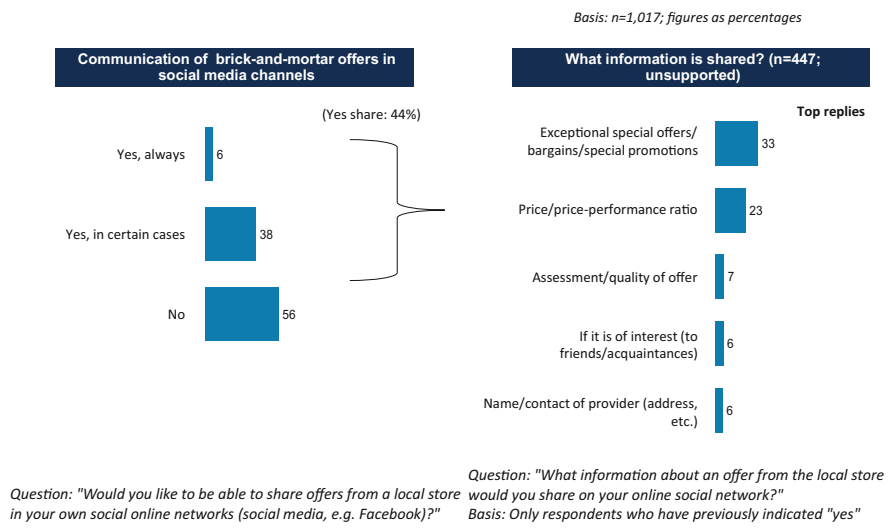 Basis: n=1,017; figures as percentages
Communication of brick-and-mortar offers in
social media channels
(Yes share: 44%)
Yes, always
6
Yes, in certain cases
38
No
56
What information is shared? (n=447;
unsupported)
Top replies
Exceptional special offers/
bargains/special promotions
33
Price/price-performance ratio
23
Assessment/quality of offer
7
If it is of interest (to
friends/acquaintances)
6
Name/contact of provider (address,
etc.)
6
Question: "Would you like to be able to share offers from a local store
in your own social online networks (social media, e.g. Facebook)?"
Question: "What information about an offer from the local store
would you share on your online social network?"
Basis: Only respondents who have previously indicated "yes"